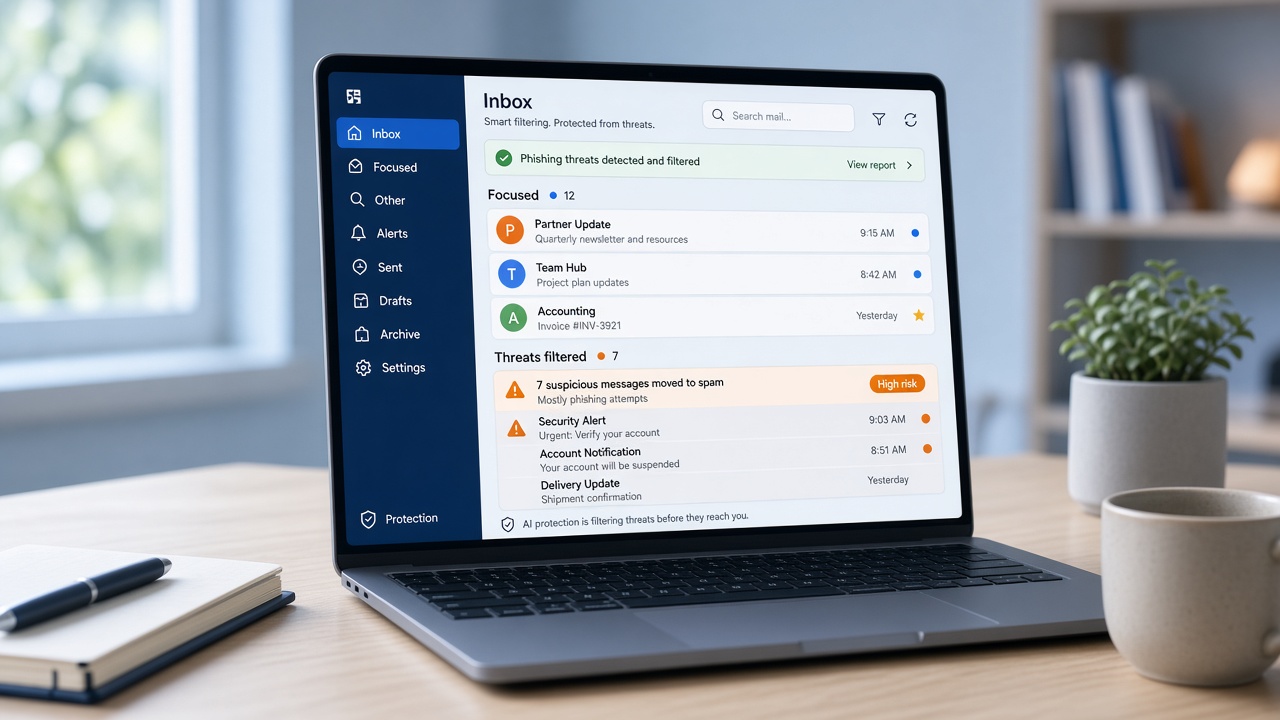 Inbox
Focused
Other
Alerts
Sent
Drafts
Archive
Settings
Protection
Inbox
Smart filtering. Protected from threats.
Search mail...
Phishing threats detected and filtered
View report
Focused 12
P
Partner Update
Quarterly newsletter and resources
9:15 AM
T
Team Hub
Project plan updates
8:42 AM
A
Accounting
Invoice #INV-3921
Yesterday
Threats filtered 7
7 suspicious messages moved to spam
Mostly phishing attempts
High risk
Security Alert
Urgent: Verify your account
9:03 AM
Account Notification
Your account will be suspended
8:51 AM
Delivery Update
Shipment confirmation
Yesterday
AI protection is filtering threats before they reach you.